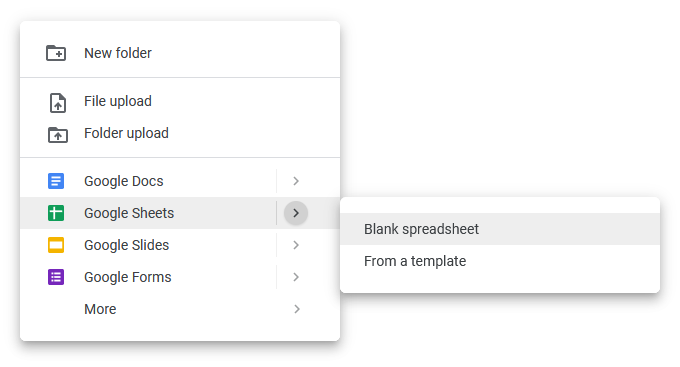 New folder
File upload
Folder upload
Google Docs
Google Sheets
Google Slides
Google Forms
More
Blank spreadsheet
From a template